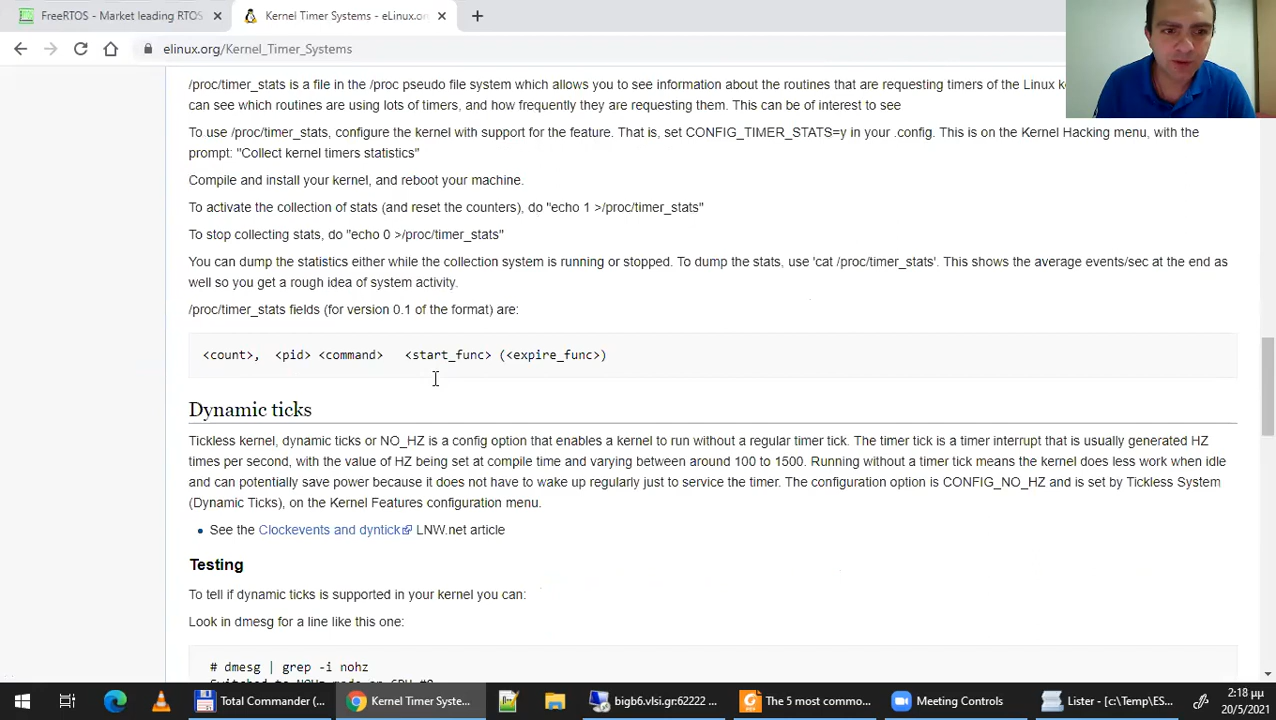 FreeRTOS - Market leading RTOS
Kernel Timer Systems - eLinux.or
elinux.org/Kernel_Timer_Systems
/proc/timer_stats is a file in the /proc pseudo file system which allows you to see information about the routines that are requesting timers of the Linux
can see which routines are using lots of timers, and how frequently they are requesting them. This can be of interest to see
To use /proc/timer_stats, configure the kernel with support for the feature. That is, set CONFIG_TIMER_STATS=y in your .config. This is on the Kernel Hacking menu, with the
prompt: "Collect kernel timers statistics"
Compile and install your kernel, and reboot your machine.
To activate the collection of stats (and reset the counters), do "echo 1 >/proc/timer_stats"
To stop collecting stats, do "echo 0 >/proc/timer_stats"
You can dump the statistics either while the collection system is running or stopped. To dump the stats, use 'cat /proc/timer_stats'. This shows the average events/sec at the end as
well so you get a rough idea of system activity.
/proc/timer_stats fields (for version 0.1 of the format) are:
<count>, <pid> <command> <start_func> (<expire_func>)
Dynamic ticks
Tickless kernel, dynamic ticks or NO_HZ is a config option that enables a kernel to run without a regular timer tick. The timer tick is a timer interrupt that is usually generated HZ
times per second, with the value of HZ being set at compile time and varying between around 100 to 1500. Running without a timer tick means the kernel does less work when idle
and can potentially save power because it does not have to wake up regularly just to service the timer. The configuration option is CONFIG_NO_HZ and is set by Tickless System
(Dynamic Ticks), on the Kernel Features configuration menu.
See the Clockevents and dyntick LNW.net article
Testing
To tell if dynamic ticks is supported in your kernel you can:
Look in dmesg for a line like this one:
# dmesg | grep -i nohz
Total Commander (... Kernel Timer Syste... bigb6.vlsi.gr:62222 ... The 5 most commo... Meeting Controls Lister - [c:\Temp\ES... 2:18 μμ
20/5/2021